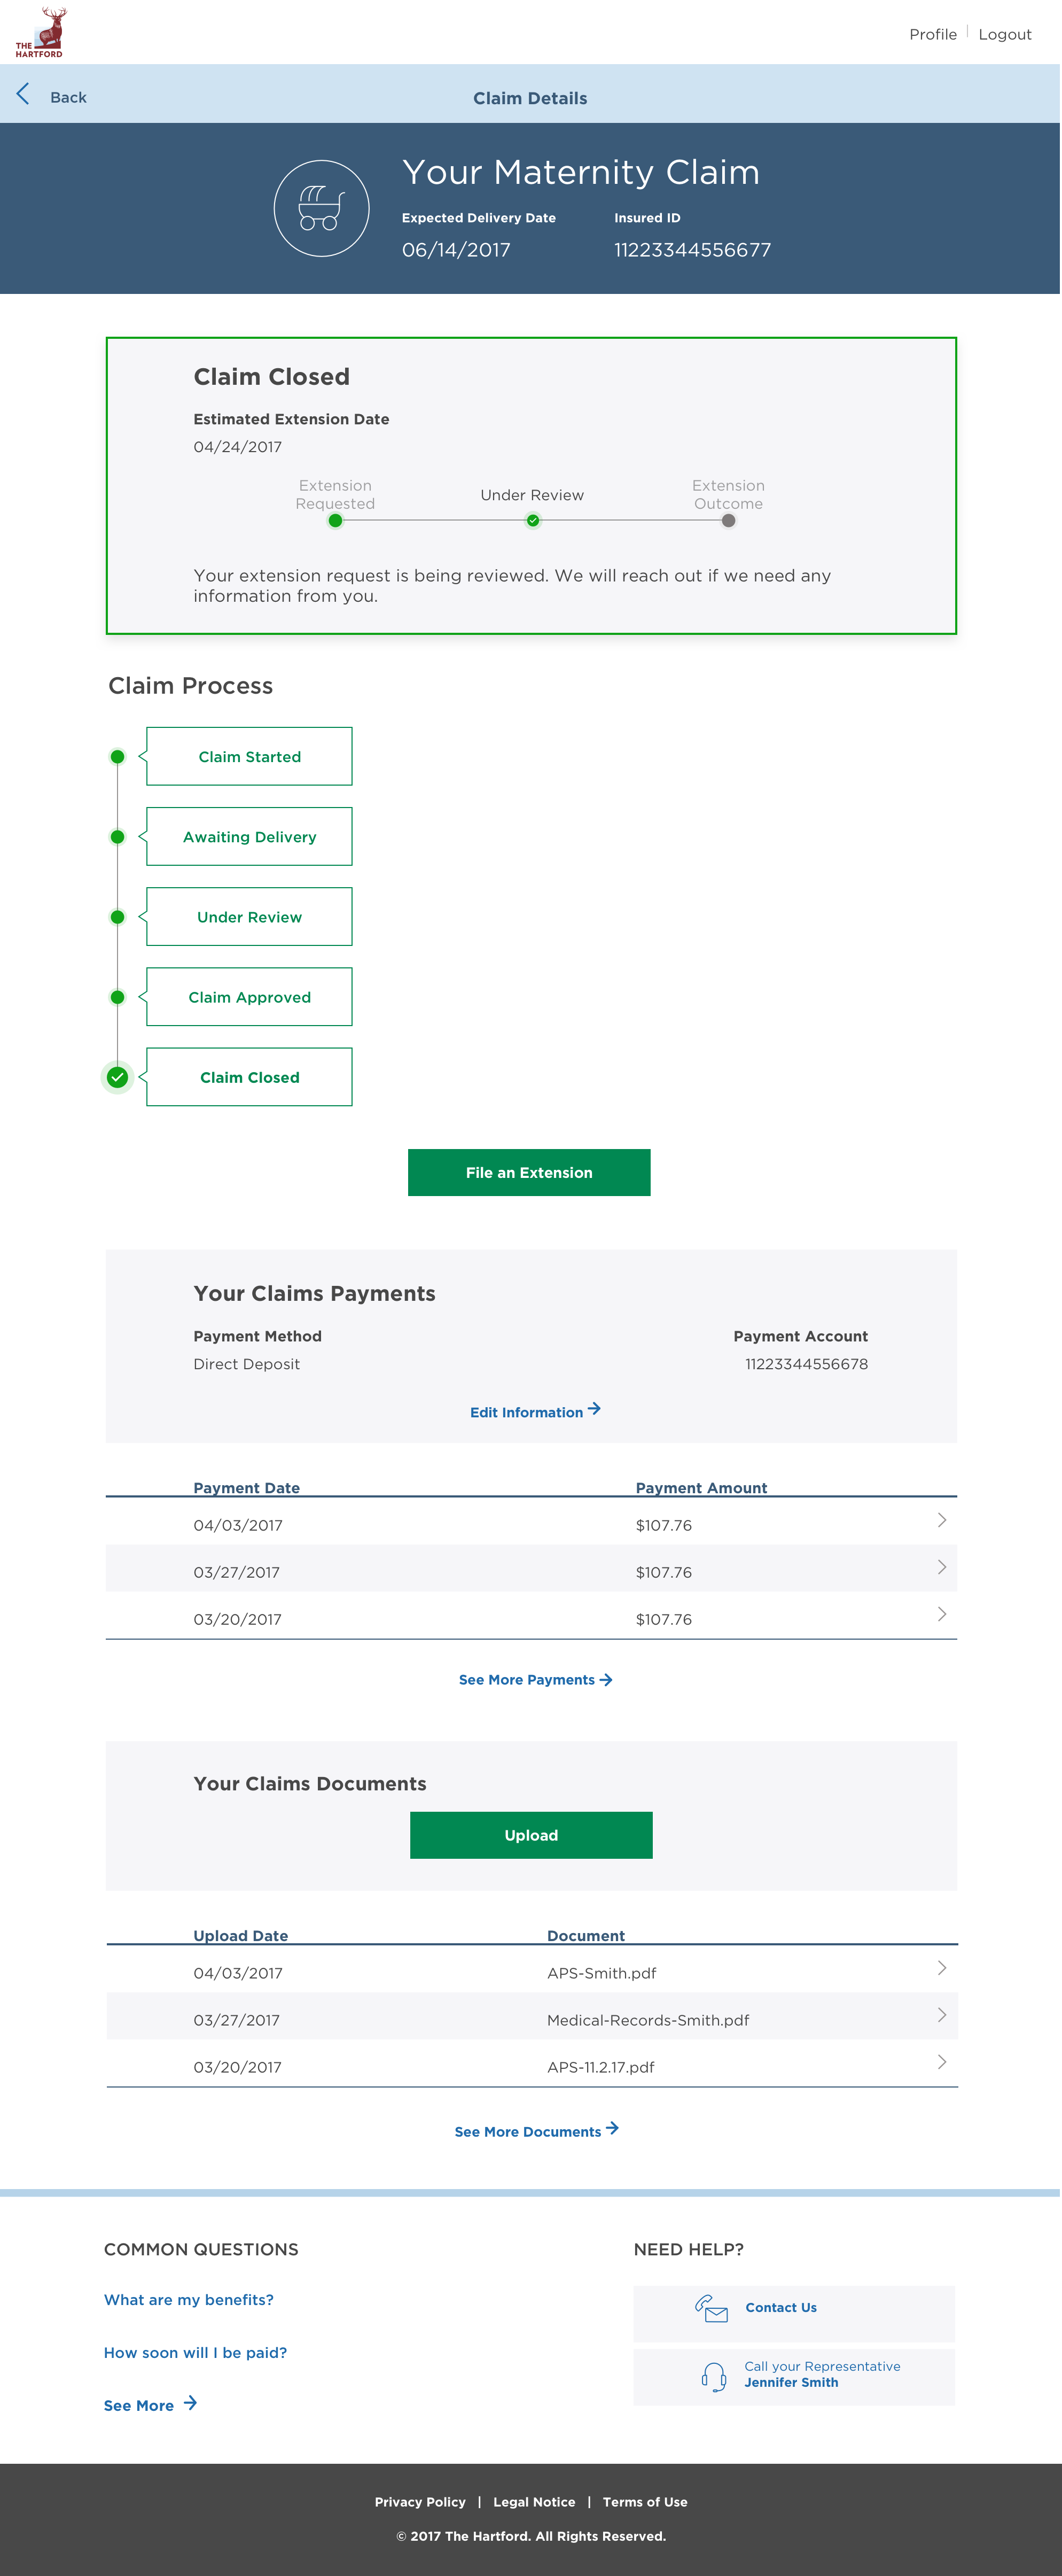 THE
HARTFORD
Profile | Logout
Back
Claim Details
Your Maternity Claim
Expected Delivery Date
Insured ID
06/14/2017
11223344556677
Claim Closed
Estimated Extension Date
04/24/2017
Extension
Requested
Under Review
Extension
Outcome
Your extension request is being reviewed. We will reach out if we need any
information from you.
Claim Process
Claim Started
Awaiting Delivery
Under Review
Claim Approved
Claim Closed
File an Extension
Your Claims Payments
Payment Method
Payment Account
Direct Deposit
11223344556678
Edit Information
Payment Date
Payment Amount
04/03/2017
$107.76
03/27/2017
$107.76
03/20/2017
$107.76
See More Payments
Your Claims Documents
Upload
Upload Date
Document
04/03/2017
APS-Smith.pdf
03/27/2017
Medical-Records-Smith.pdf
03/20/2017
APS-11.2.17.pdf
See More Documents
COMMON QUESTIONS
What are my benefits?
How soon will I be paid?
See More
NEED HELP?
Contact Us
Call your Representative
Jennifer Smith
Privacy Policy | Legal Notice | Terms of Use
© 2017 The Hartford. All Rights Reserved.